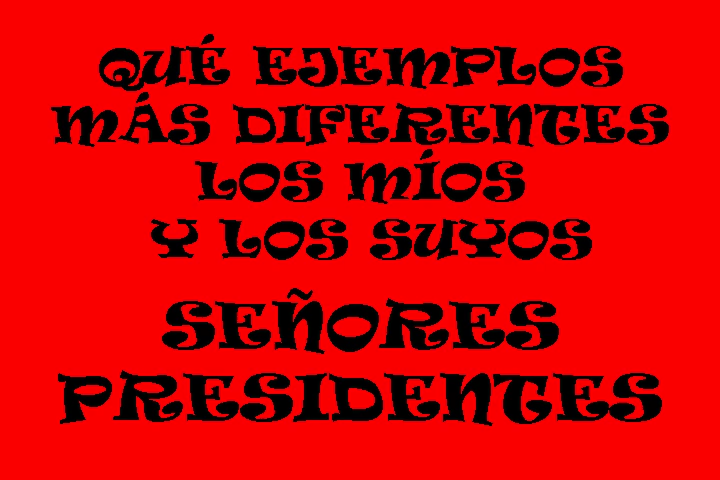 QUÉ EJEMPLOS
MÁS DIFERENTES
LOS MÍOS
Y LOS SUYOS
SEÑORES
PRESIDENTES